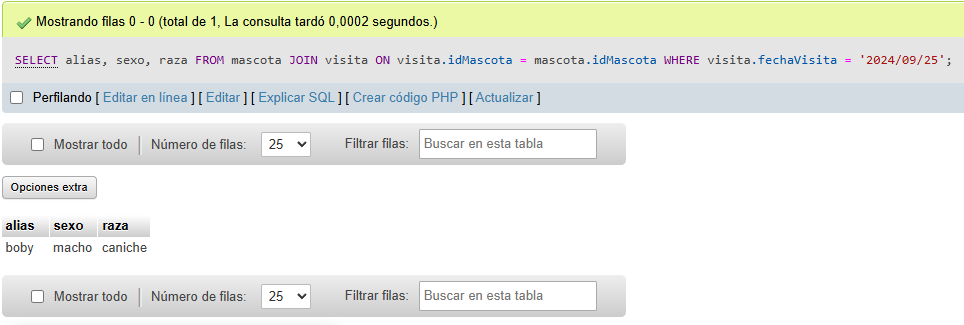 Mostrando filas 0 - 0 (total de 1, La consulta tardó 0,0002 segundos.)
SELECT alias, sexo, raza FROM mascota JOIN visita ON visita.idMascota = mascota.idMascota WHERE visita.fechaVisita = '2024/09/25';
Perfilando [ Editar en línea ] [ Editar ] [ Explicar SQL ] [ Crear código PHP ] [ Actualizar ]
Mostrar todo Número de filas: 25 Filtrar filas: Buscar en esta tabla
Opciones extra
alias sexo raza
boby macho caniche
Mostrar todo Número de filas: 25 Filtrar filas: Buscar en esta tabla